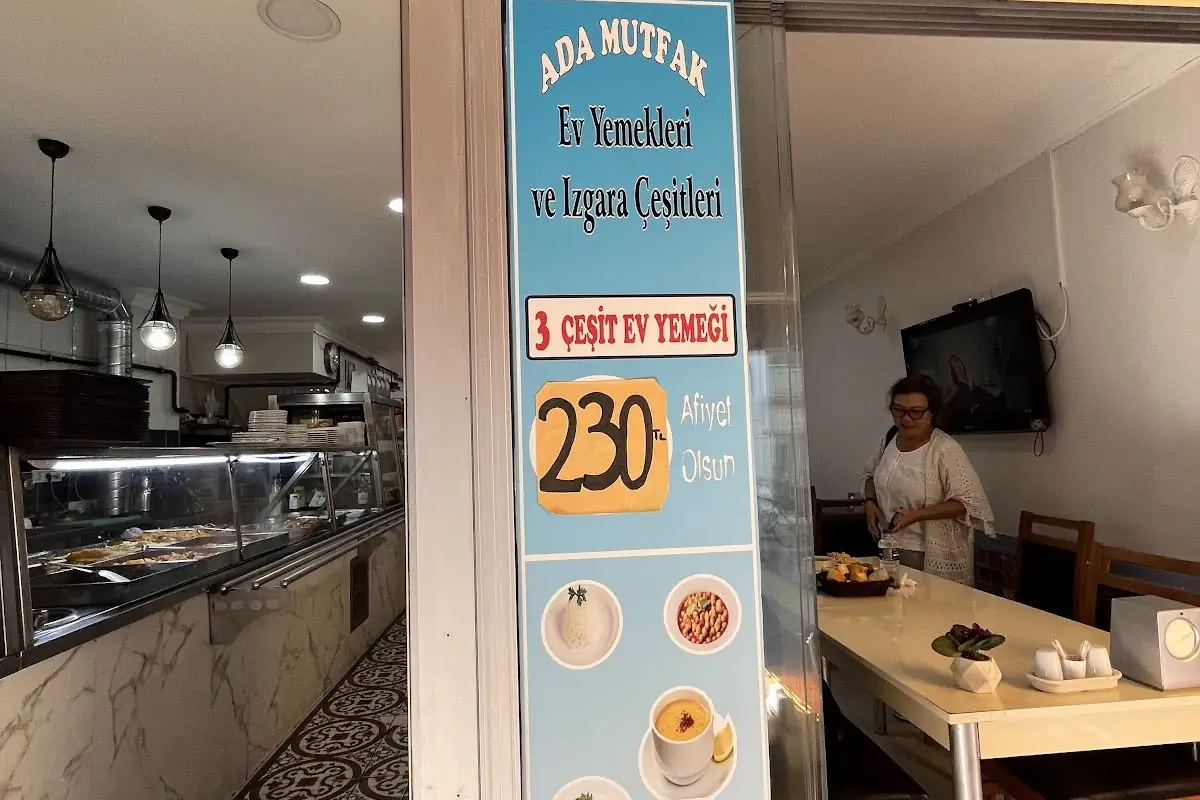 ADA MUTFAK
Ev Yemekleri
ve Izgara Çeşitleri
3 ÇEŞİT EV YEMEĞİ
230 TL
Afiyet
Olsun